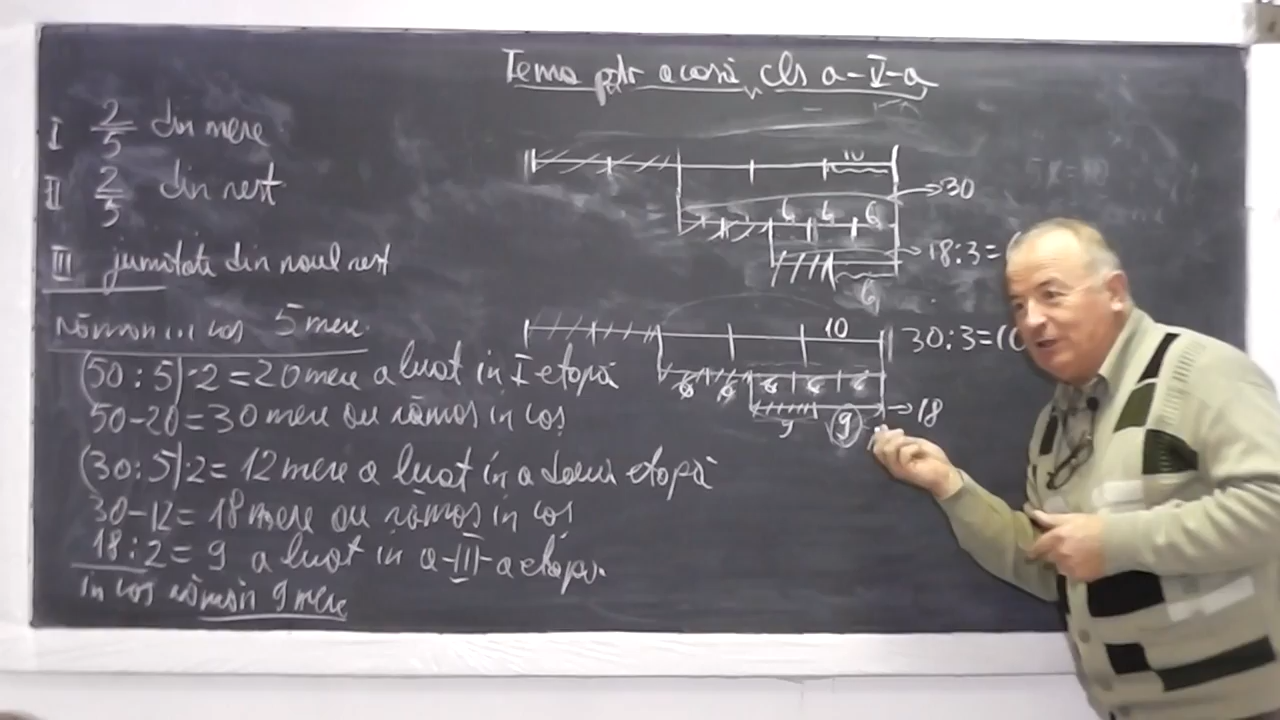 Tema ptr acasă, cls a-V-a
I 2/5 din mere
II 2/5 din rest
III jumătate din noul rest
Rămân în coș 5 mere.
(50:5)·2=20 mere a luat în I etapă
50-20=30 mere au rămas în coș
(30:5)·2=12 mere a luat în a doua etapă
30-12=18 mere au rămas în coș
18:2=9 a luat în a-III-a etapă.
în coș rămân 9 mere
10
→30
6 6 6
→18:3=
6
10
30:3=10
6 6 6 6 6
→18
9 9